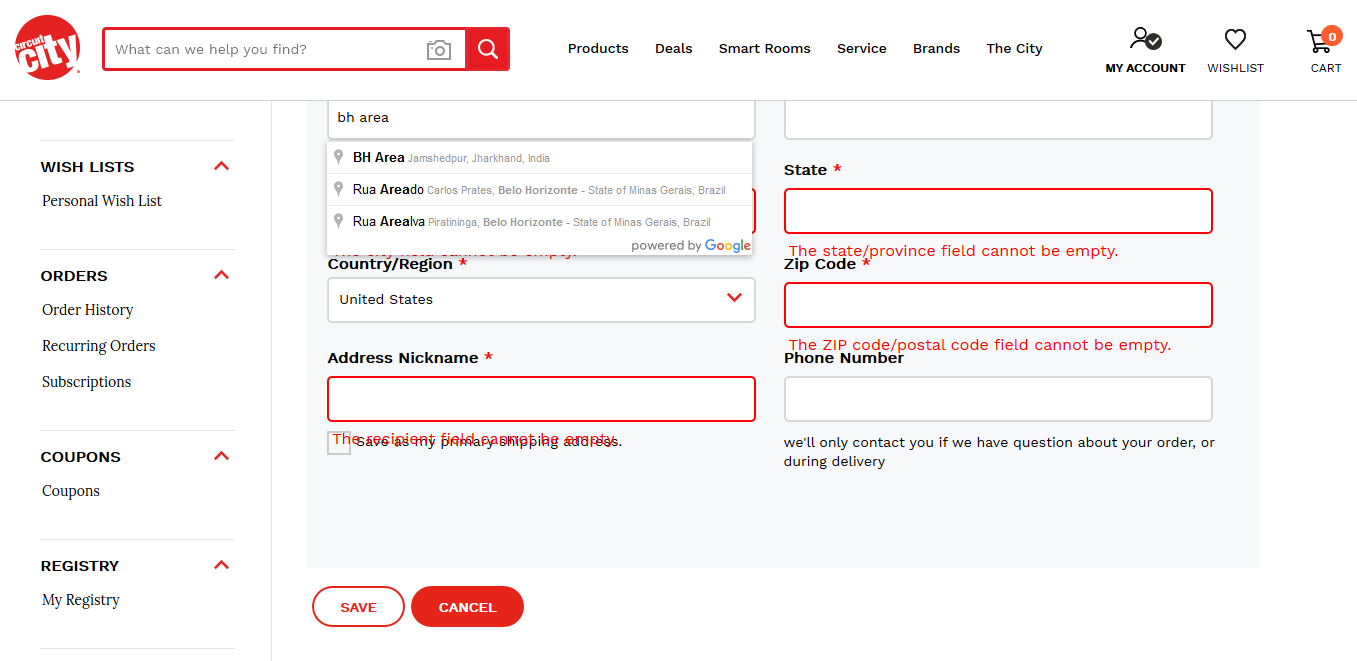 circuit city
What can we help you find?
Products
Deals
Smart Rooms
Service
Brands
The City
MY ACCOUNT
WISHLIST
0
CART
WISH LISTS
Personal Wish List
ORDERS
Order History
Recurring Orders
Subscriptions
COUPONS
Coupons
REGISTRY
My Registry
bh area
BH Area Jamshedpur, Jharkhand, India
Rua Areado Carlos Prates, Belo Horizonte - State of Minas Gerais, Brazil
Rua Arealva Piratininga, Belo Horizonte - State of Minas Gerais, Brazil
powered by Google
State *
The city field cannot be empty.
The state/province field cannot be empty.
Country/Region *
United States
Zip Code *
The ZIP code/postal code field cannot be empty.
Address Nickname *
Phone Number
The recipient field cannot be empty.
Save as my primary shipping address.
we'll only contact you if we have question about your order, or
during delivery
SAVE
CANCEL